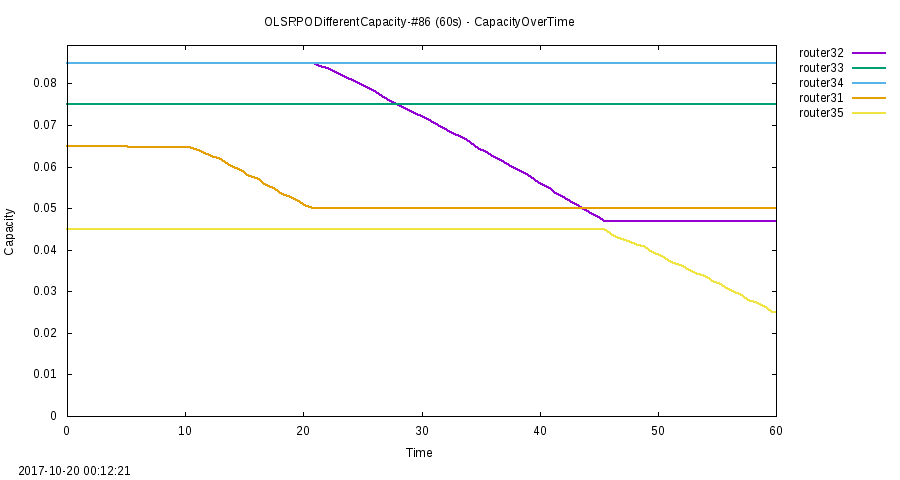 OLSRPODifferentCapacity-#86 (60s) - CapacityOverTime
router32
router33
router34
router31
router35
0.08
0.07
0.06
0.05
0.04
0.03
0.02
0.01
0
Capacity
0 10 20 30 40 50 60
Time
2017-10-20 00:12:21